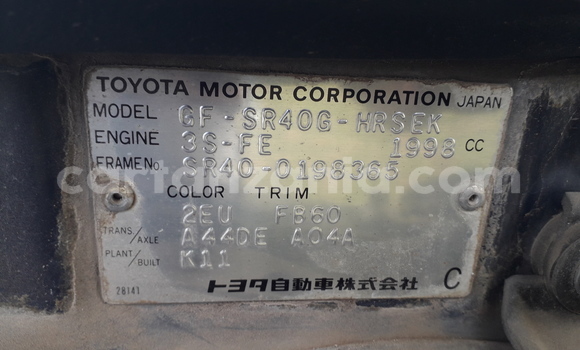 TOYOTA MOTOR CORPORATION JAPAN
MODEL GF-SR40G-HRSEK
ENGINE 3S-FE 1998 CC
FRAME No. SR40-0198365
cartanzania.com
COLOR TRIM
2EU FB60
TRANS/AXLE A44DE A04A
PLANT/BUILT K11
トヨタ自動車株式会社 C
28141